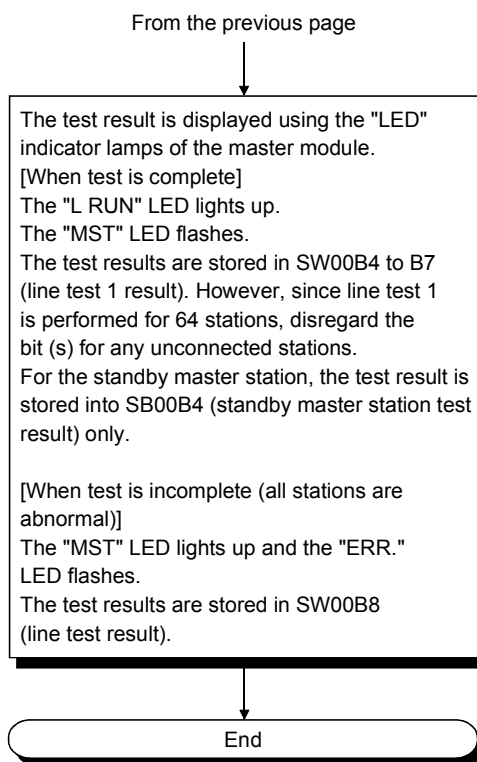 From the previous page
The test result is displayed using the "LED"
indicator lamps of the master module.
[When test is complete]
The "L RUN" LED lights up.
The "MST" LED flashes.
The test results are stored in SW00B4 to B7
(line test 1 result). However, since line test 1
is performed for 64 stations, disregard the
bit (s) for any unconnected stations.
For the standby master station, the test result is
stored into SB00B4 (standby master station test
result) only.
[When test is incomplete (all stations are
abnormal)]
The "MST" LED lights up and the "ERR."
LED flashes.
The test results are stored in SW00B8
(line test result).
End